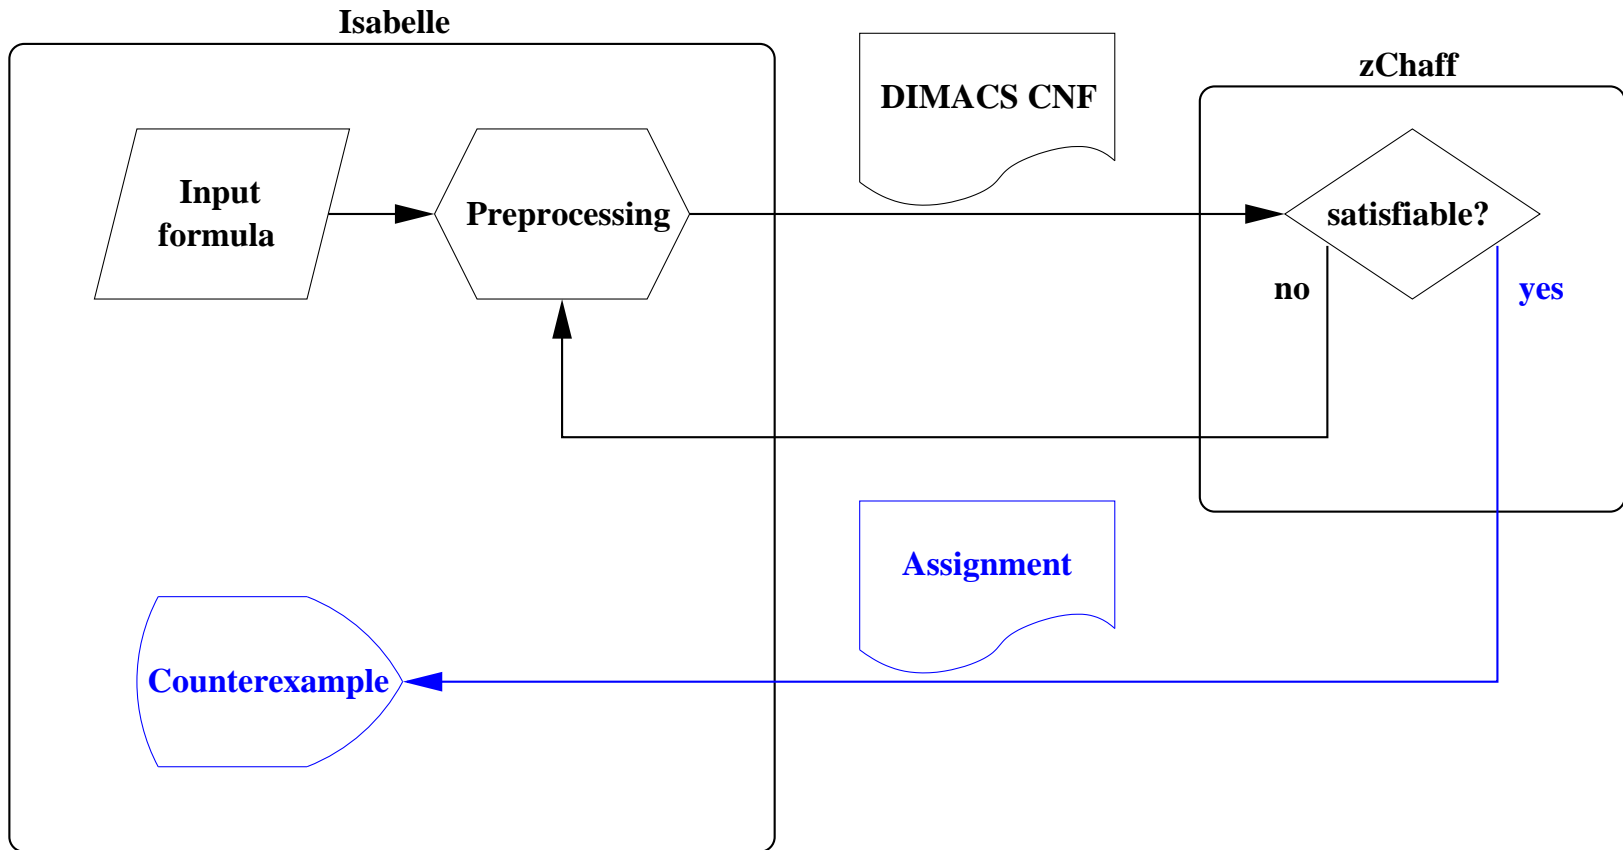 Isabelle
zChaff
DIMACS CNF
Input
formula
Preprocessing
satisfiable?
no
yes
Assignment
Counterexample